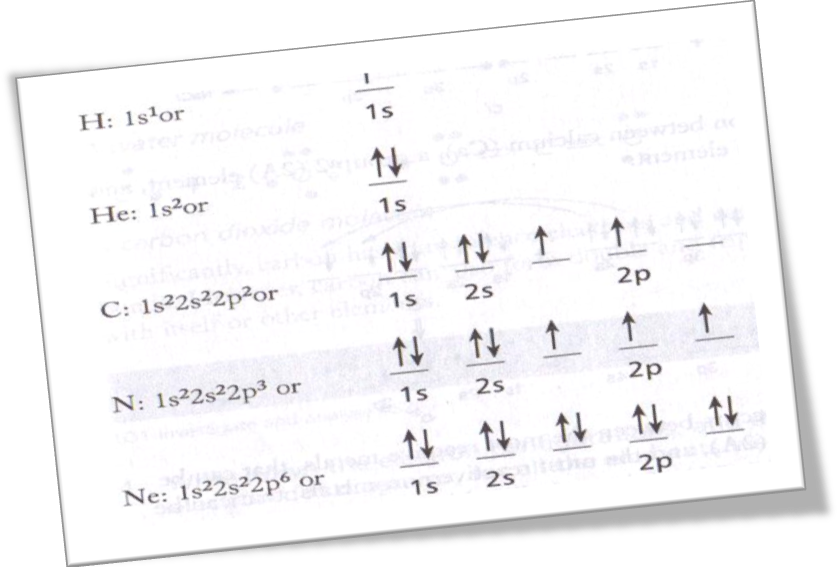 H: 1s¹or
1s
He: 1s²or
1s
C: 1s²2s²2p²or
1s 2s 2p
N: 1s²2s²2p³ or
1s 2s 2p
Ne: 1s²2s²2p⁶ or
1s 2s 2p